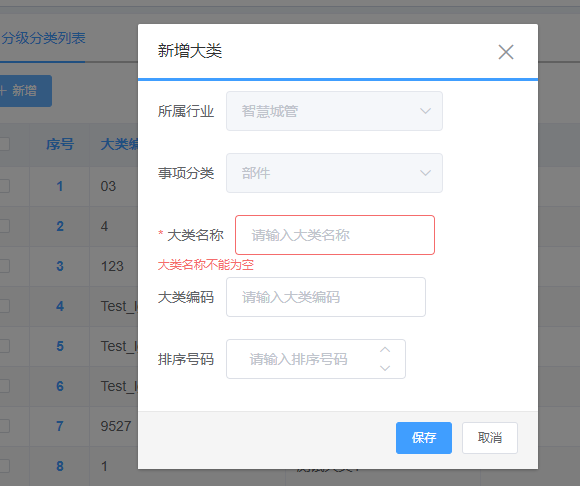 分级分类列表
新增大类
+ 新增
所属行业 智慧城管
序号 大类编
1 03
事项分类 部件
2 4
* 大类名称 请输入大类名称
3 123
大类名称不能为空
大类编码 请输入大类编码
4 Test_l
5 Test_l
排序号码 请输入排序号码
6 Test_l
7 9527
保存 取消
8 1